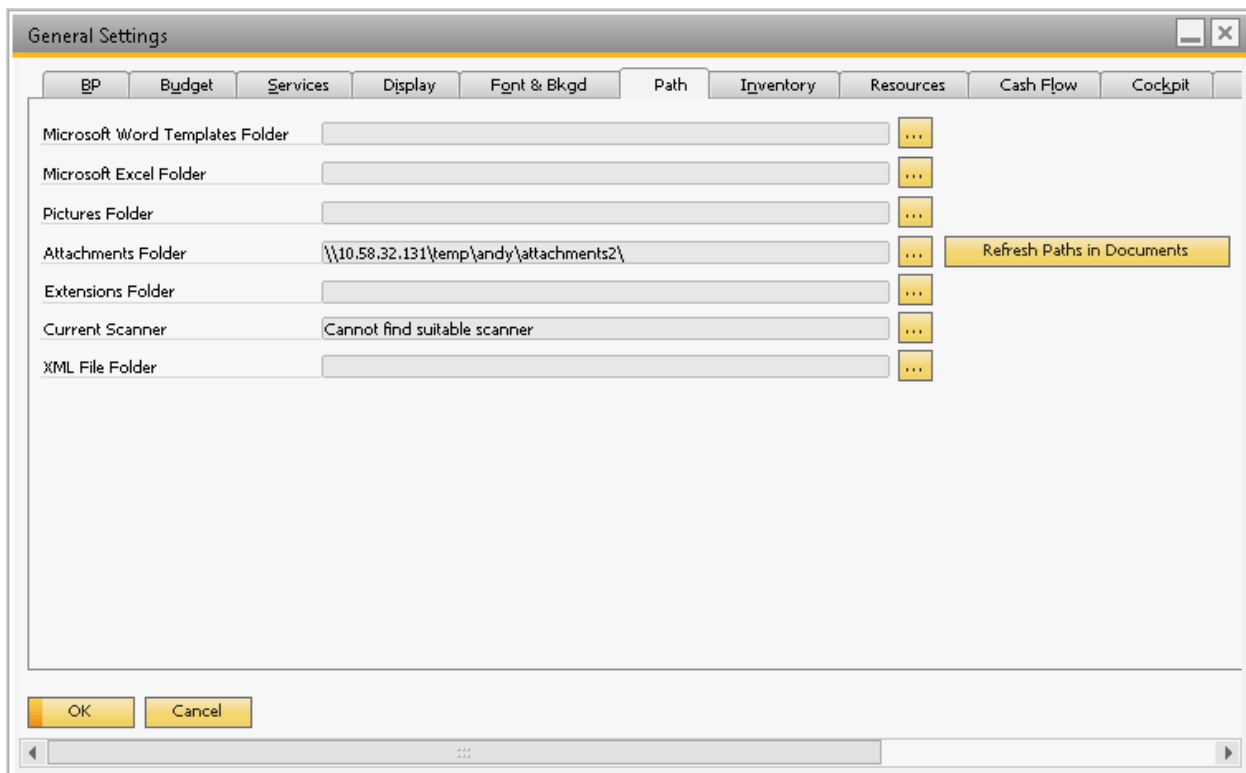 General Settings
BP Budget Services Display Font & Bkgd Path Inventory Resources Cash Flow Cockpit
Microsoft Word Templates Folder ...
Microsoft Excel Folder ...
Pictures Folder ...
Attachments Folder \\10.58.32.131\temp\andy\attachments2\ ... Refresh Paths in Documents
Extensions Folder ...
Current Scanner Cannot find suitable scanner ...
XML File Folder ...
OK Cancel